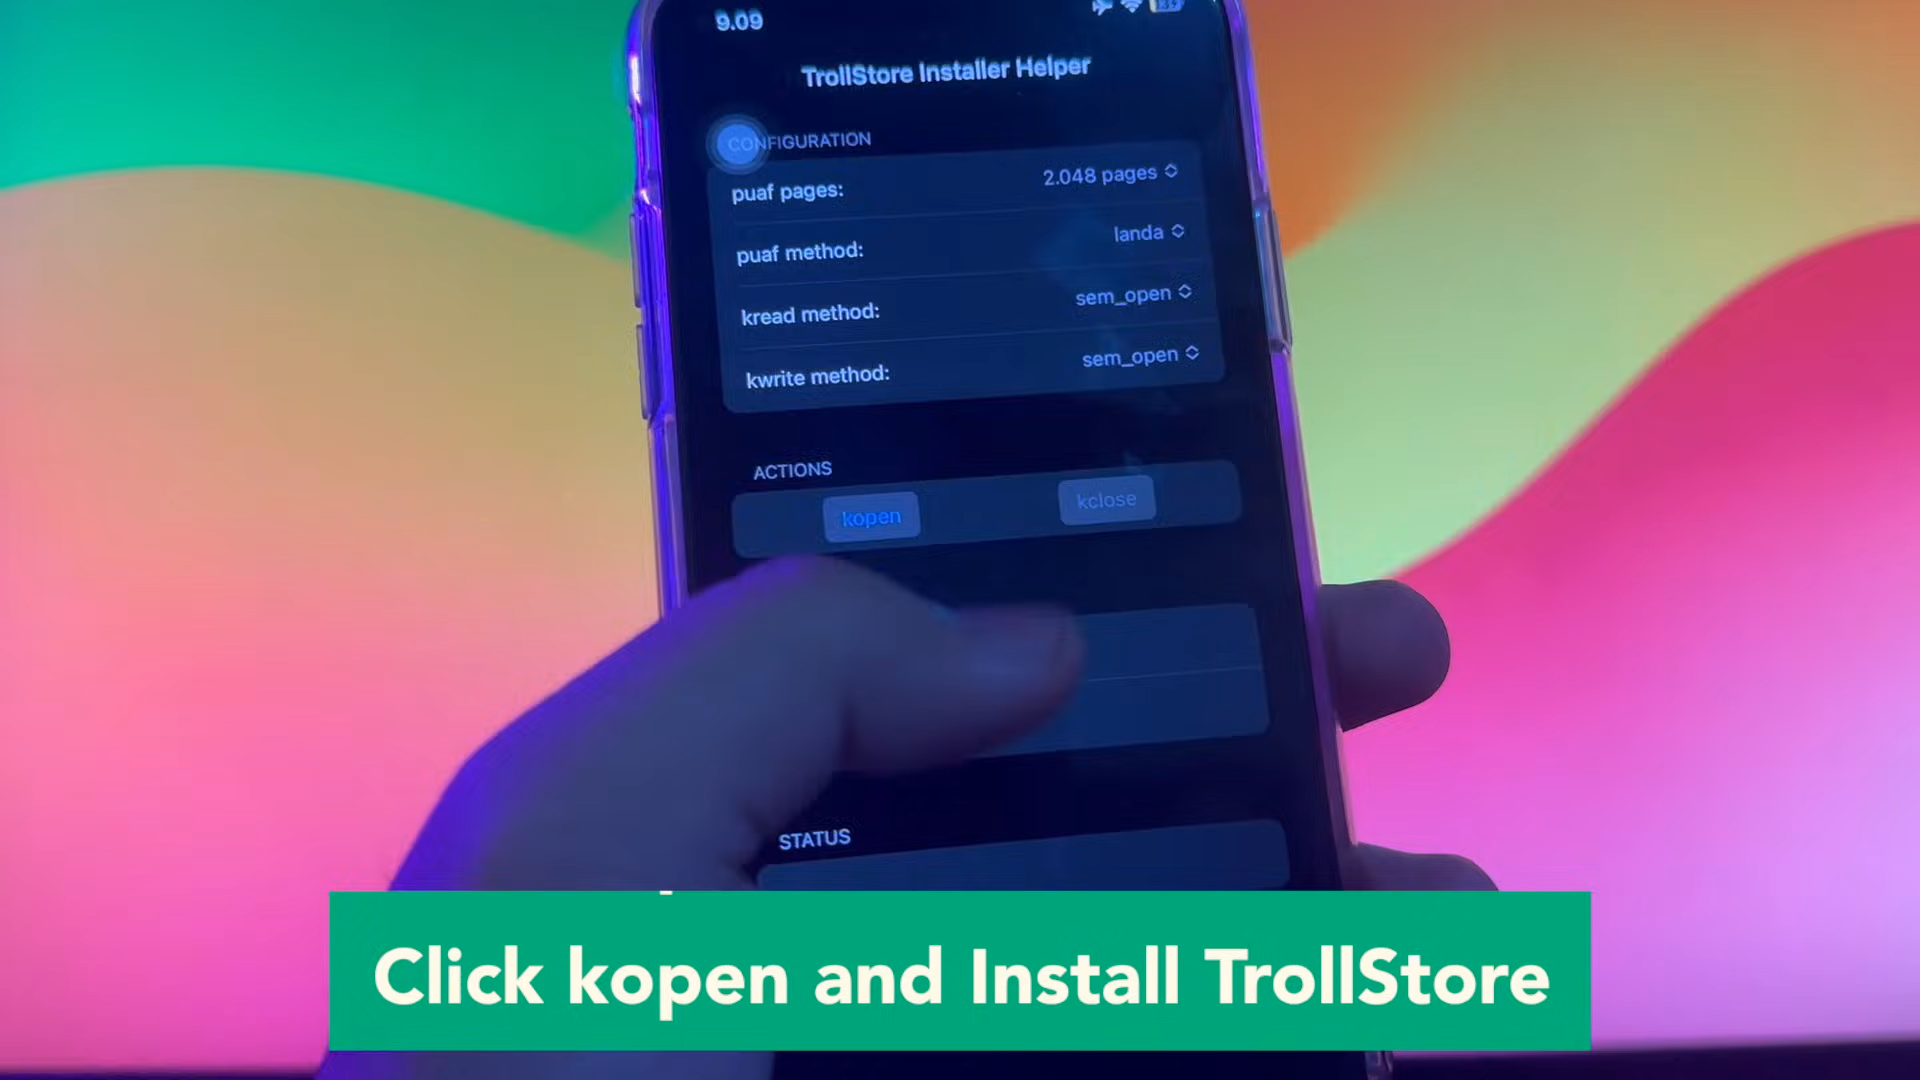 9.09
TrollStore Installer Helper
CONFIGURATION
puaf pages: 2.048 pages
puaf method: landa
kread method: sem_open
kwrite method: sem_open
ACTIONS
kopen kclose
STATUS
Click kopen and Install TrollStore